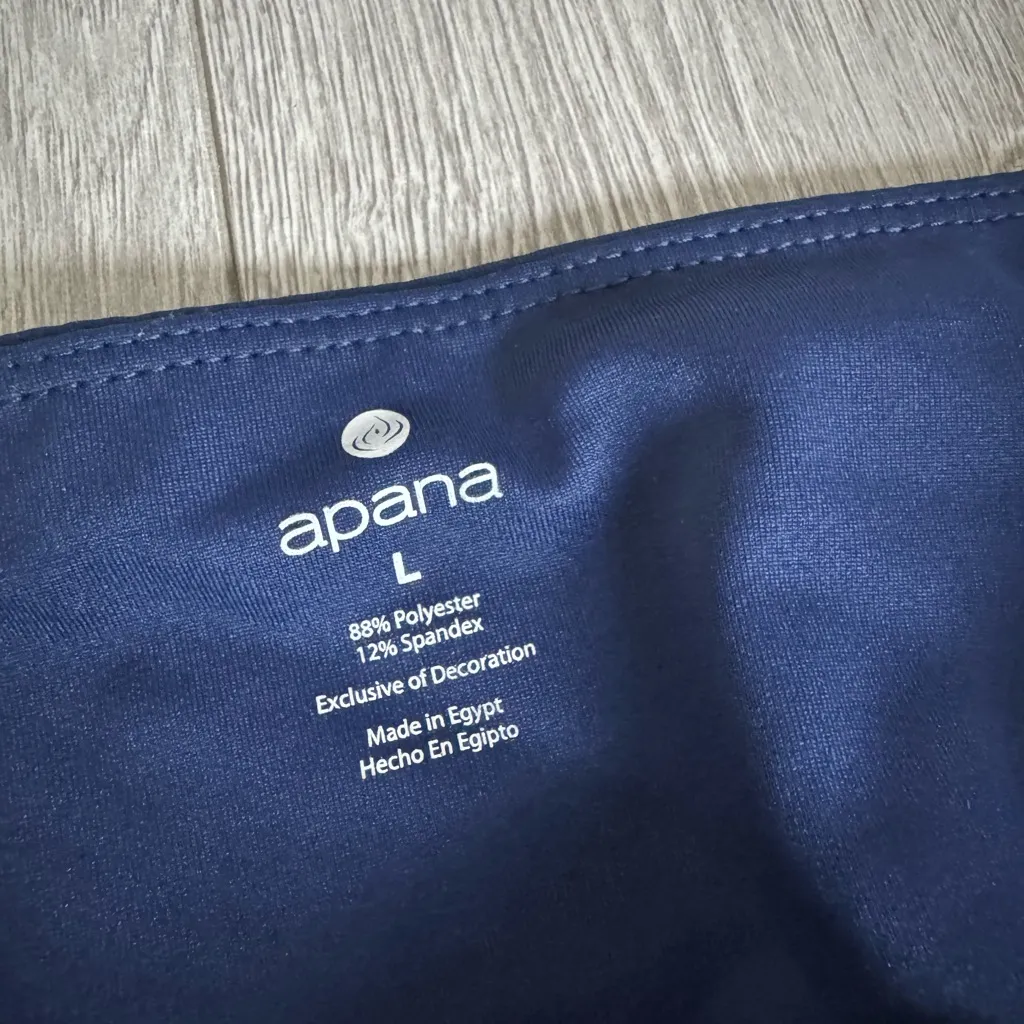 apana
L
88% Polyester
12% Spandex
Exclusive of Decoration
Made in Egypt
Hecho En Egipto